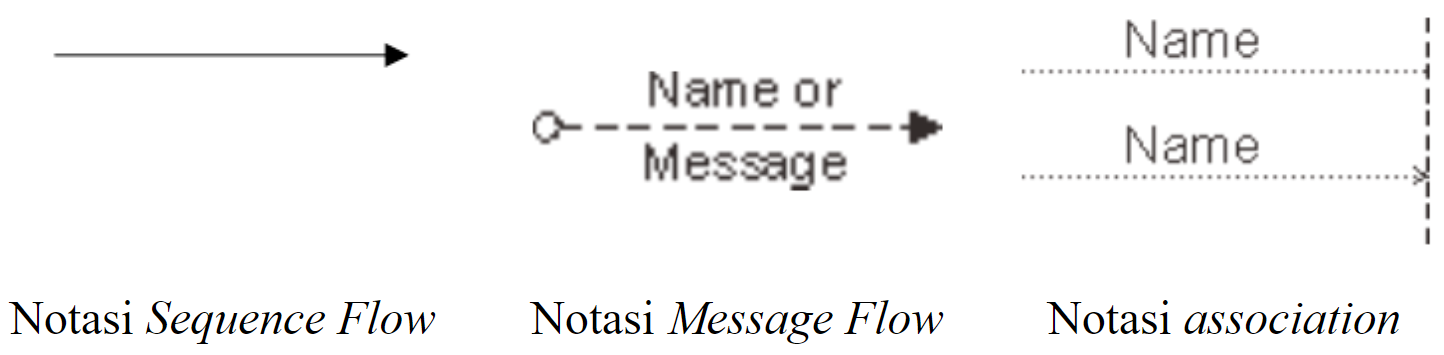 Name or
Message
Name
Name
Notasi Sequence Flow
Notasi Message Flow
Notasi association